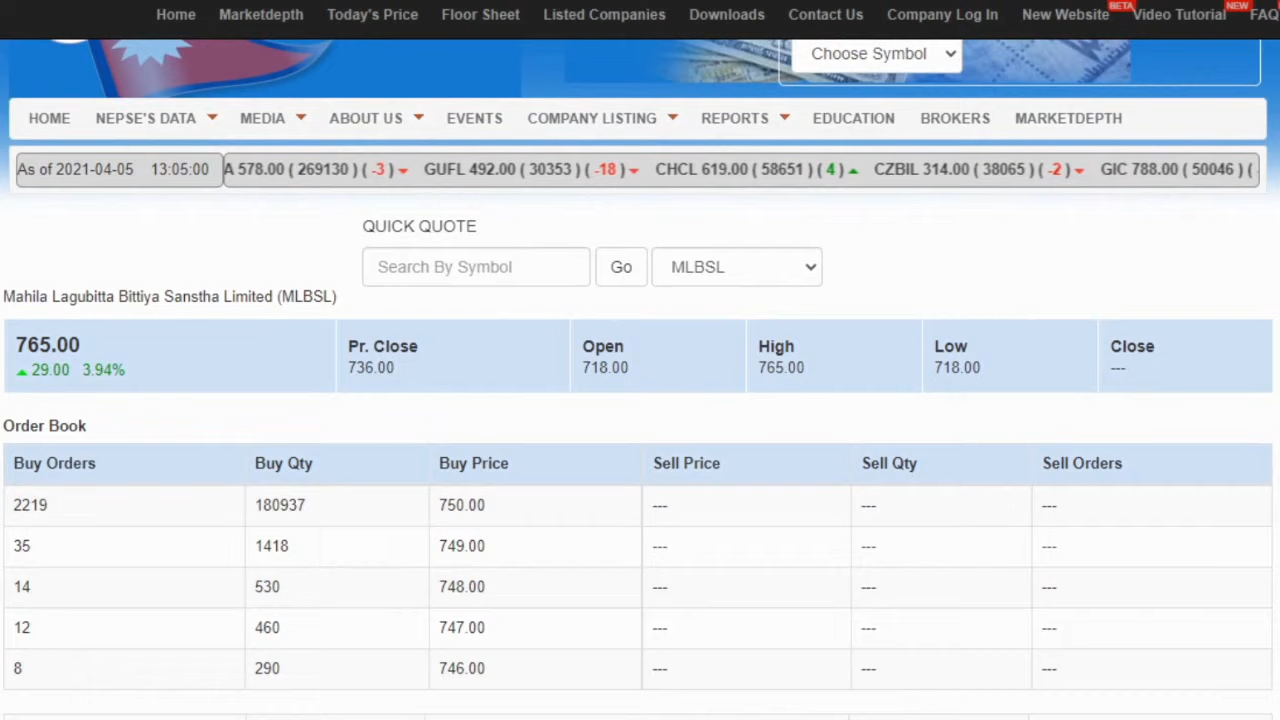 Home Marketdepth Today's Price Floor Sheet Listed Companies Downloads Contact Us Company Log In New Website BETA Video Tutorial NEW FAQ
Choose Symbol
HOME NEPSE'S DATA MEDIA ABOUT US EVENTS COMPANY LISTING REPORTS EDUCATION BROKERS MARKETDEPTH
As of 2021-04-05 13:05:00 A 578.00 ( 269130 ) ( -3 ) GUFL 492.00 ( 30353 ) ( -18 ) CHCL 619.00 ( 58651 ) ( 4 ) CZBIL 314.00 ( 38065 ) ( -2 ) GIC 788.00 ( 50046 ) (
QUICK QUOTE
Search By Symbol Go MLBSL
Mahila Lagubitta Bittiya Sanstha Limited (MLBSL)
765.00 Pr. Close Open High Low Close
29.00 3.94% 736.00 718.00 765.00 718.00 ---
Order Book
Buy Orders Buy Qty Buy Price Sell Price Sell Qty Sell Orders
2219 180937 750.00 --- --- ---
35 1418 749.00 --- --- ---
14 530 748.00 --- --- ---
12 460 747.00 --- --- ---
8 290 746.00 --- --- ---